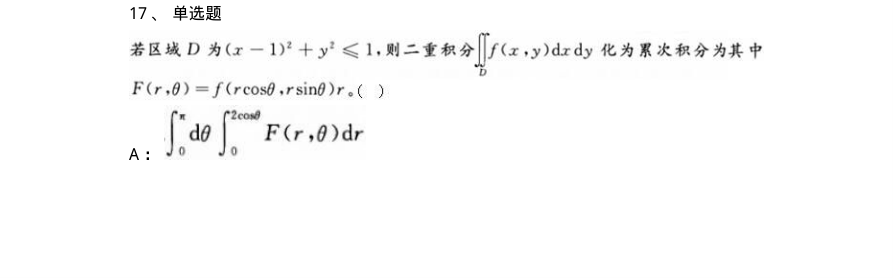 17、 单选题
若区域 D 为(x − 1)² + y² ⩽ 1,则二重积分∬_D f(x,y)dxdy 化为累次积分为其中
F(r,θ) = f(rcosθ,rsinθ)r。( )
A: ∫_0^π dθ ∫_0^{2cosθ} F(r,θ)dr